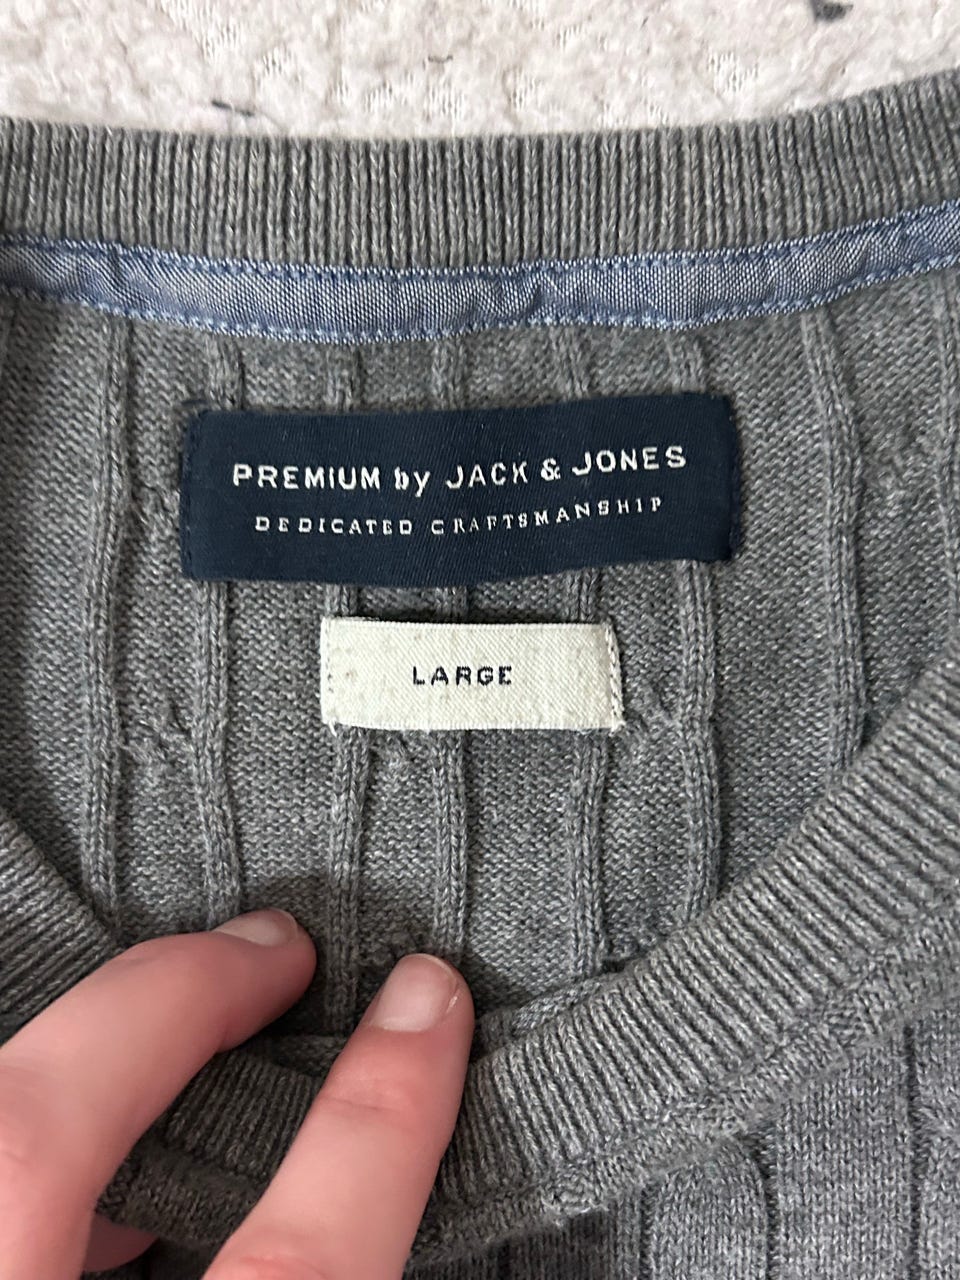 PREMIUM by JACK & JONES
DEDICATED CRAFTSMANSHIP
LARGE